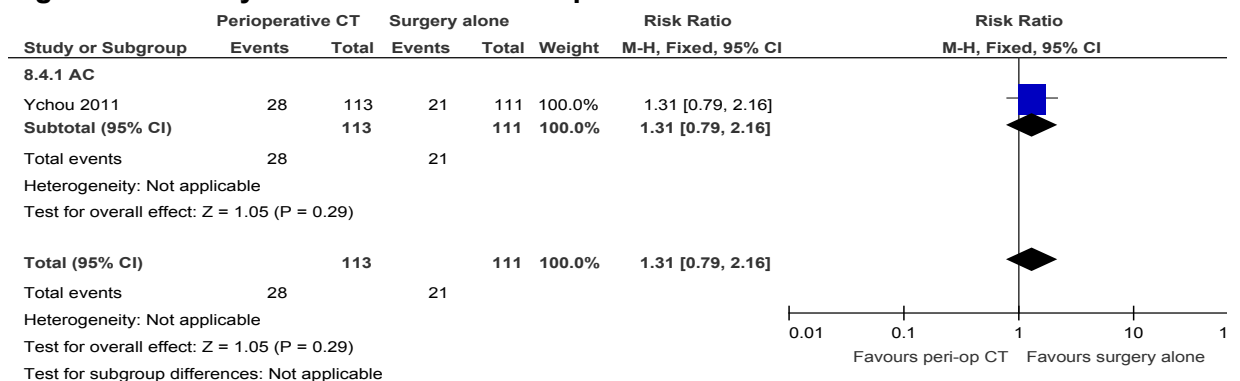 Perioperative CT Surgery alone Risk Ratio Risk Ratio
Study or Subgroup Events Total Events Total Weight M-H, Fixed, 95% CI M-H, Fixed, 95% CI
8.4.1 AC
Ychou 2011 28 113 21 111 100.0% 1.31 [0.79, 2.16]
Subtotal (95% CI) 113 111 100.0% 1.31 [0.79, 2.16]
Total events 28 21
Heterogeneity: Not applicable
Test for overall effect: Z = 1.05 (P = 0.29)
Total (95% CI) 113 111 100.0% 1.31 [0.79, 2.16]
Total events 28 21
Heterogeneity: Not applicable
Test for overall effect: Z = 1.05 (P = 0.29)
Test for subgroup differences: Not applicable
0.01 0.1 1 10 1
Favours peri-op CT Favours surgery alone